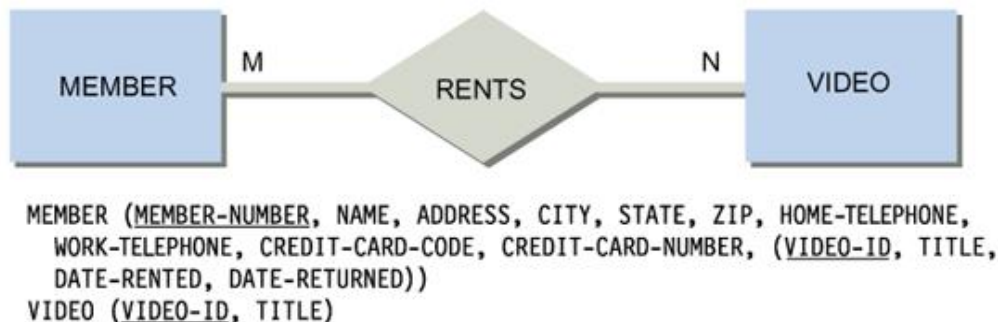 MEMBER
M
RENTS
N
VIDEO
MEMBER (MEMBER-NUMBER, NAME, ADDRESS, CITY, STATE, ZIP, HOME-TELEPHONE,
WORK-TELEPHONE, CREDIT-CARD-CODE, CREDIT-CARD-NUMBER, (VIDEO-ID, TITLE,
DATE-RENTED, DATE-RETURNED))
VIDEO (VIDEO-ID, TITLE)